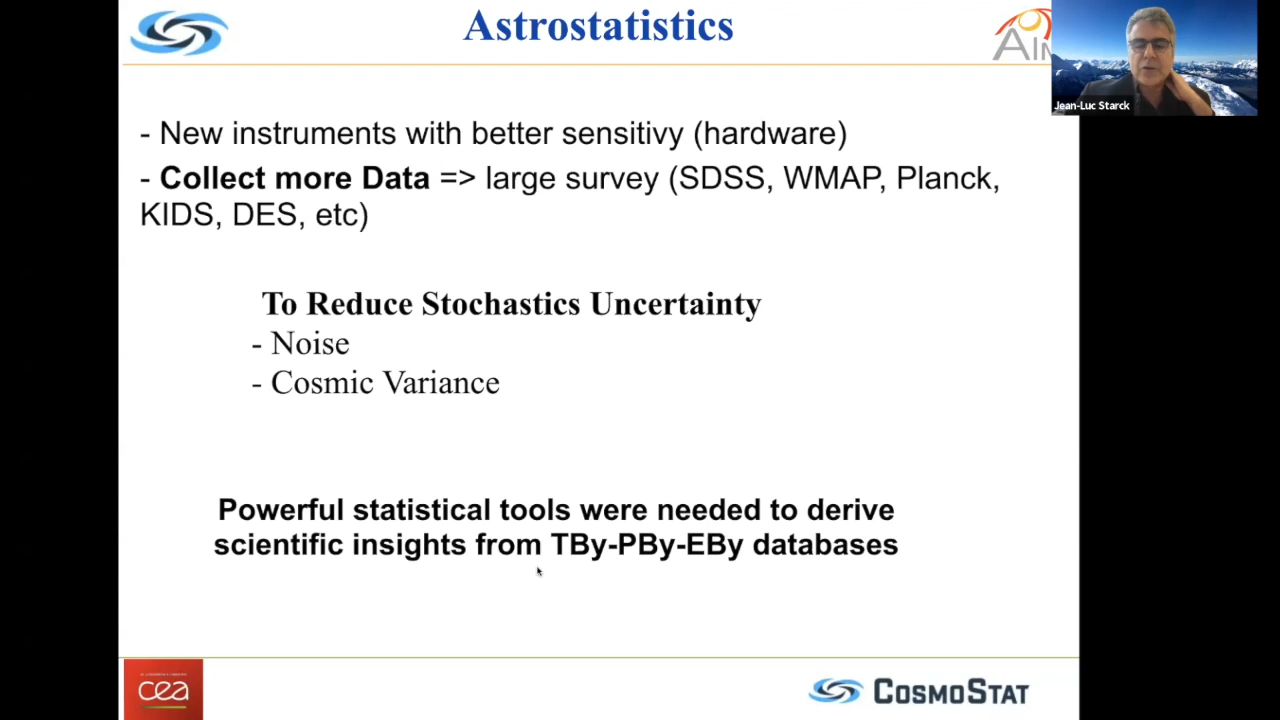 Astrostatistics
AIM
Jean-Luc Starck
- New instruments with better sensitivy (hardware)
- Collect more Data => large survey (SDSS, WMAP, Planck,
KIDS, DES, etc)
To Reduce Stochastics Uncertainty
- Noise
- Cosmic Variance
Powerful statistical tools were needed to derive
scientific insights from TBy-PBy-EBy databases
cea
COSMOSTAT